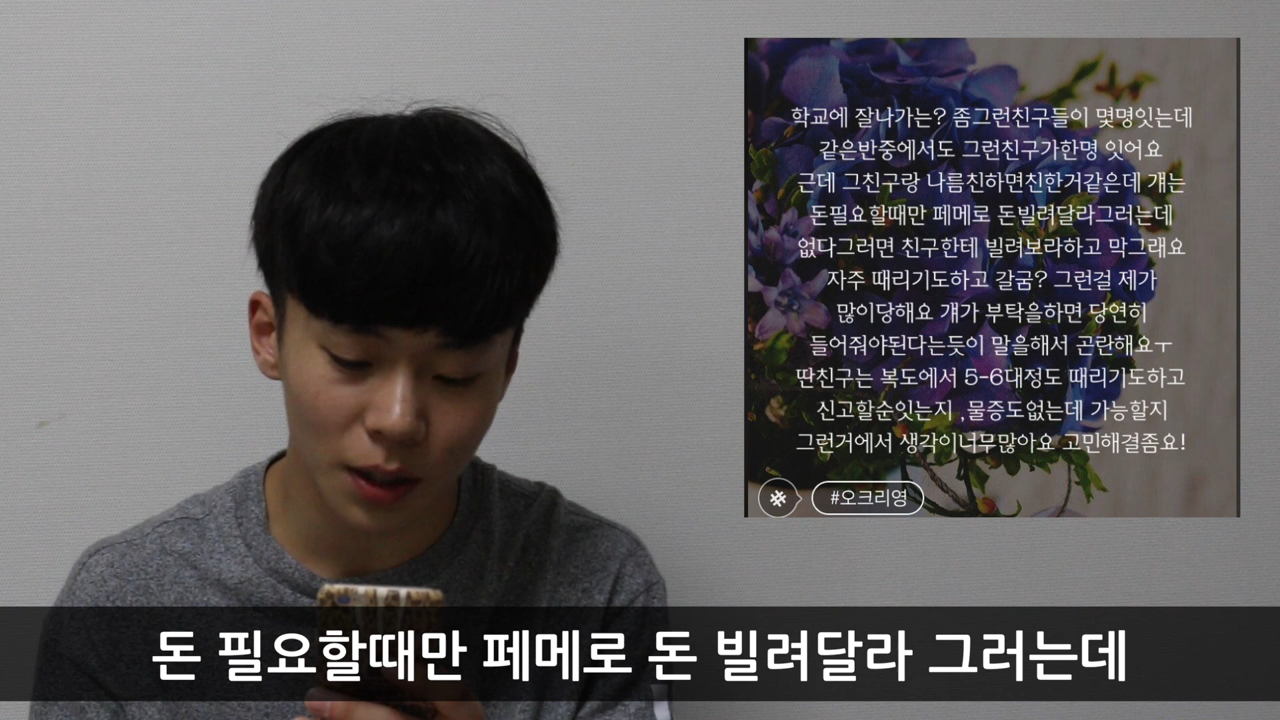 학교에 잘나가는? 좀그런친구들이 몇명잇는데
같은반중에서도 그런친구가한명 잇어요
근데 그친구랑 나름친하면친한거같은데 걔는
돈필요할때만 페메로 돈빌려달라그러는데
없다그러면 친구한테 빌려보라하고 막그래요
자주 때리기도하고 갈굼? 그런걸 제가
많이당해요 걔가 부탁을하면 당연히
들어줘야된다는듯이 말을해서 곤란해요ㅜ
딴친구는 복도에서 5-6대정도 때리기도하고
신고할순잇는지 ,물증도없는데 가능할지
그런거에서 생각이너무많아요 고민해결좀요!
#오크리영
돈 필요할때만 페메로 돈 빌려달라 그러는데